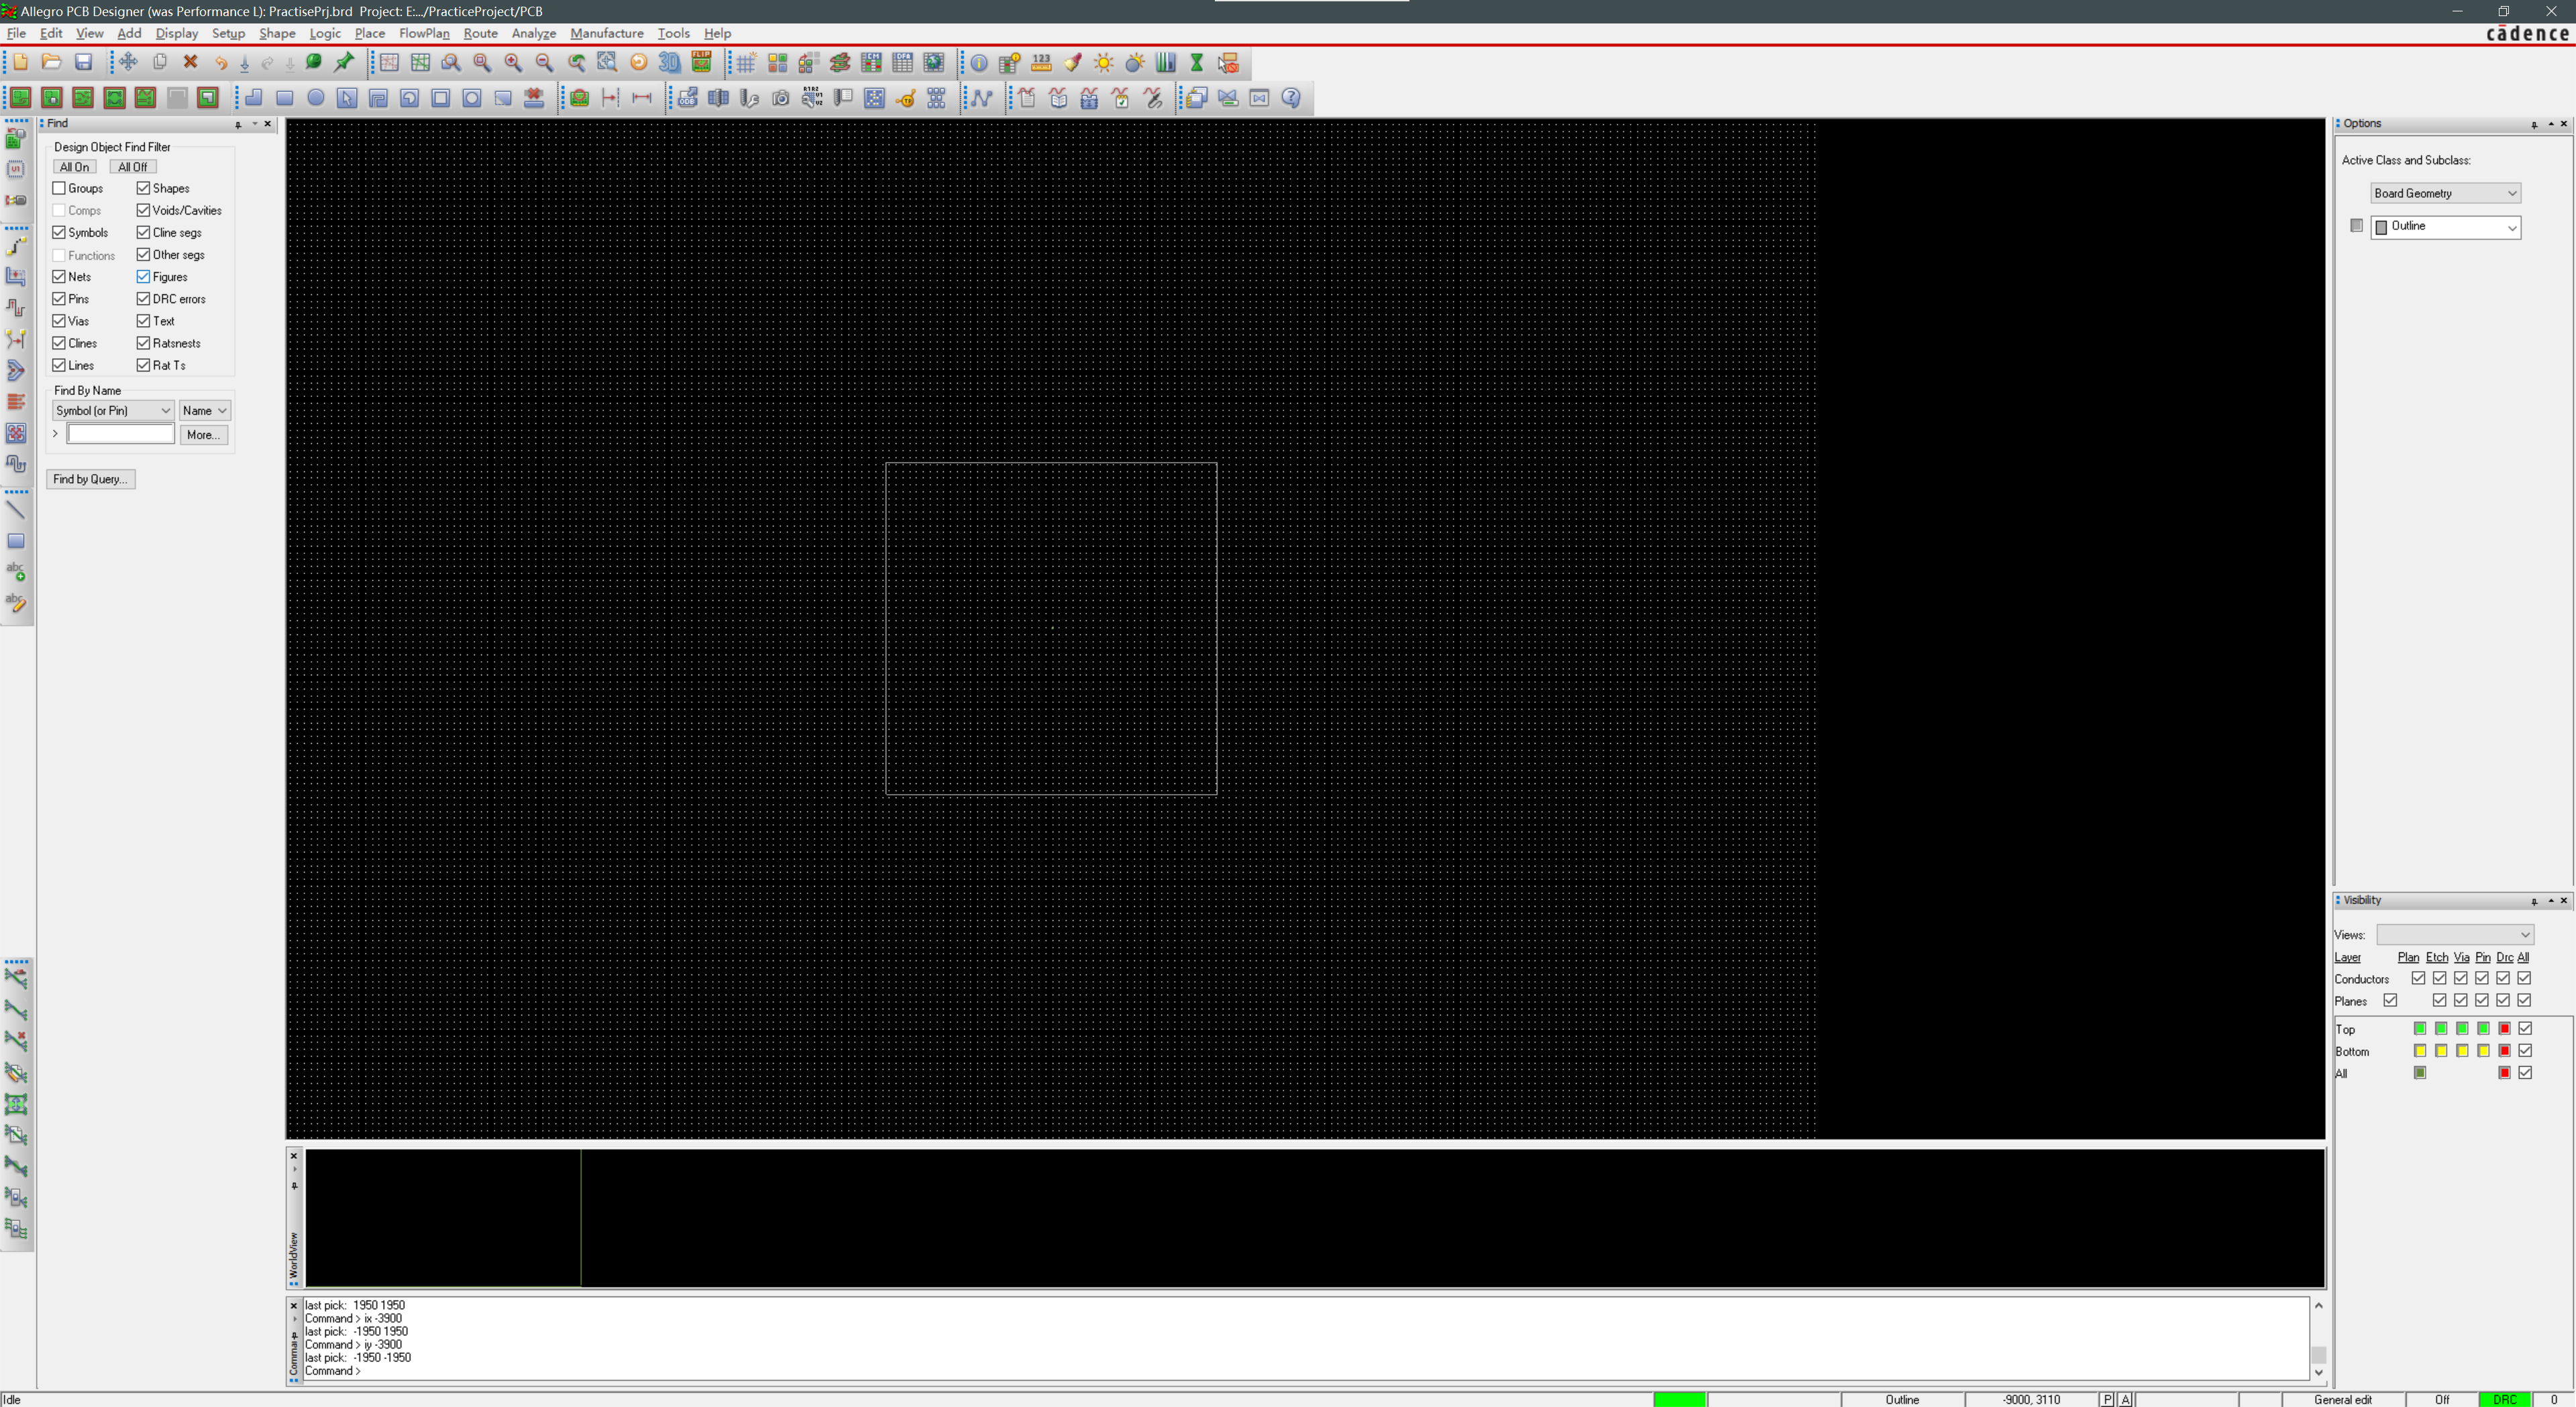 Allegro PCB Designer (was Performance L): PractisePrj.brd  Project: E:.../PracticeProject/PCB
File Edit View Add Display Setup Shape Logic Place FlowPlan Route Analyze Manufacture Tools Help
cādence
Find
Design Object Find Filter
All On All Off
Groups Shapes
Comps Voids/Cavities
Symbols Cline segs
Functions Other segs
Nets Figures
Pins DRC errors
Vias Text
Clines Ratsnests
Lines Rat Ts
Find By Name
Symbol (or Pin) Name
> More...
Find by Query...
Options
Active Class and Subclass:
Board Geometry
Outline
Visibility
Views:
Layer Plan Etch Via Pin Drc All
Conductors
Planes
Top
Bottom
All
WorldView
last pick:  1950 1950
Command > ix -3900
last pick:  -1950 1950
Command > iy -3900
last pick:  -1950 -1950
Command >
Idle Outline -9000, 3110 P A General edit Off DRC 0